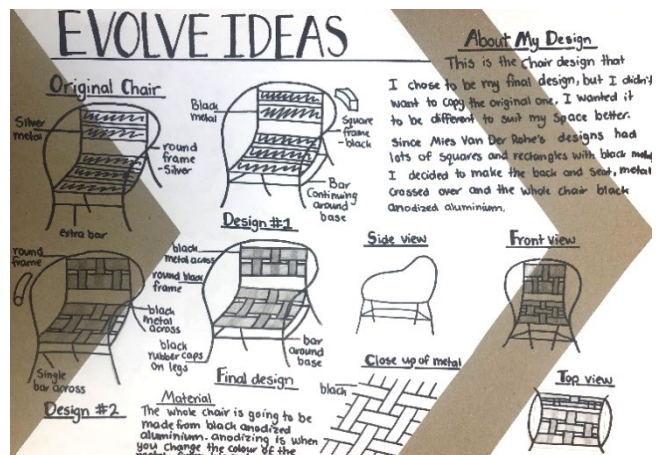 EVOLVE IDEAS
Original Chair
Silver
metal
round
frame
-Silver
extra bar
Black
metal
Square
frame
-black
Bar
Continuing
around
base
Design #1
About My Design
This is the chair design that
I chose to be my final design, but I didn't
want to copy the original one. I wanted it
to be different to suit my space better.
Since Mies Van Der Rohe's designs had
lots of squares and rectangles with black
I decided to make the back and seat, metal
crossed over and the whole chair black
anodized aluminium.
round
frame
black
metal
across
Single
bar across
Design #2
black
metal across
round black
frame
black
rubber caps
on legs
bar
around
base
Final design
Side view
Front view
Close up of metal
black
Top view
Material
The whole chair is going to be
made from black anodized
aluminium. anodizing is when
you change the colour of the